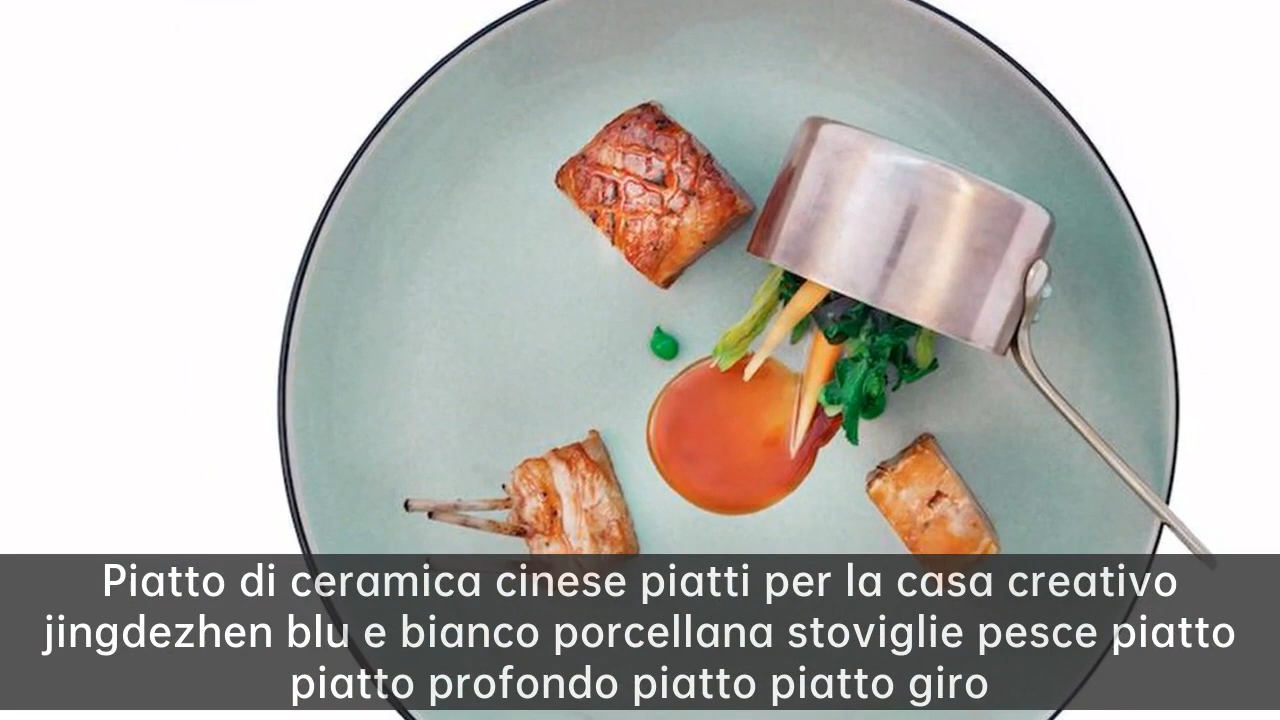 Piatto di ceramica cinese piatti per la casa creativo
jingdezhen blu e bianco porcellana stoviglie pesce piatto
piatto profondo piatto piatto giro